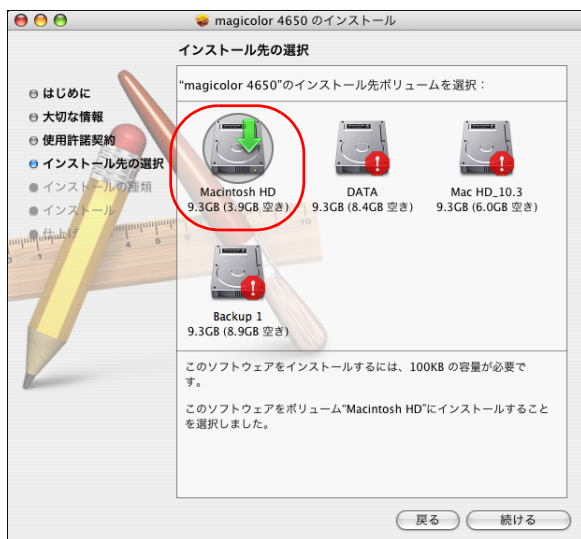 magicolor 4650 のインストール
インストール先の選択
はじめに
大切な情報
使用許諾契約
インストール先の選択
インストールの種類
インストール
仕上げ
"magicolor 4650"のインストール先ボリュームを選択：
Macintosh HD
9.3GB (3.9GB 空き)
DATA
9.3GB (8.4GB 空き)
Mac HD_10.3
9.3GB (6.0GB 空き)
Backup 1
9.3GB (8.9GB 空き)
このソフトウェアをインストールするには、100KB の容量が必要で
す。
このソフトウェアをボリューム"Macintosh HD"にインストールすること
を選択しました。
戻る
続ける